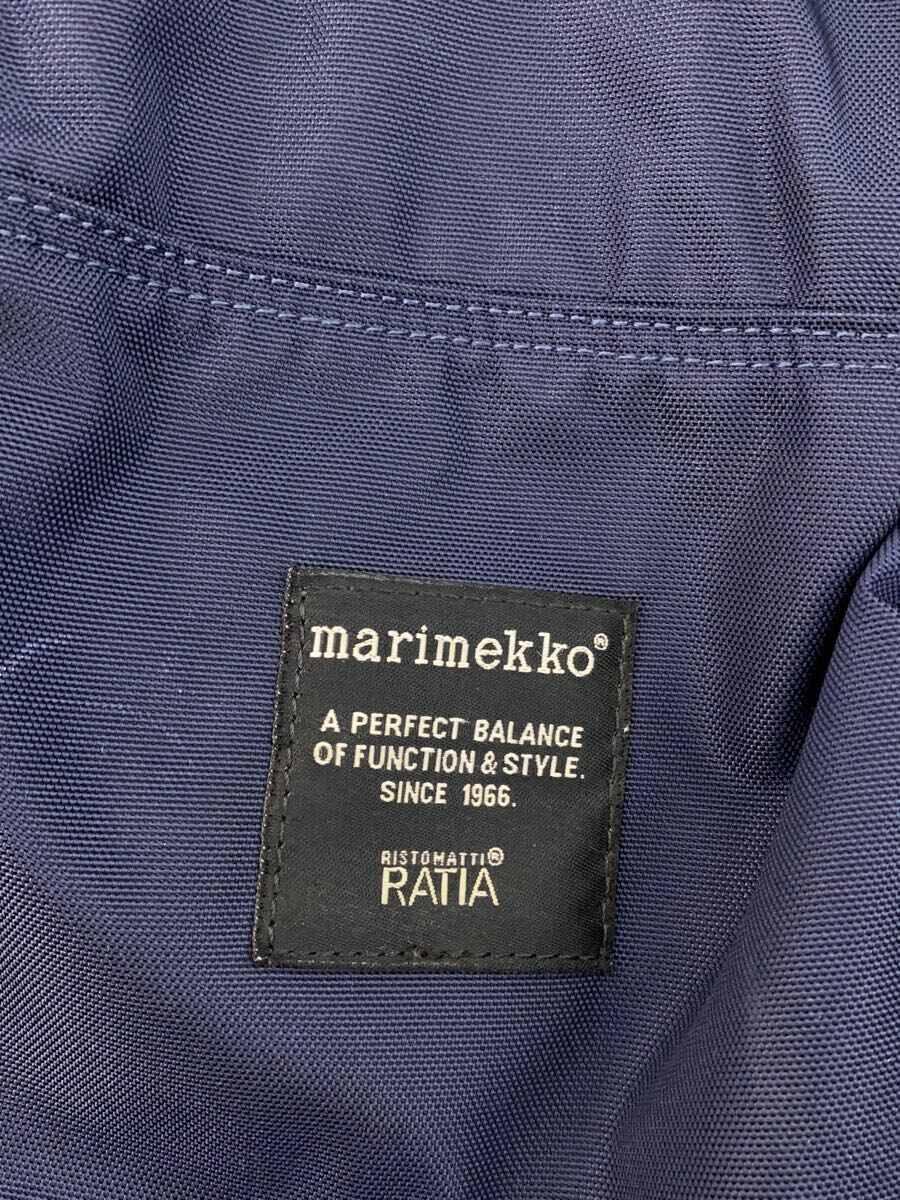 marimekko®
A PERFECT BALANCE
OF FUNCTION & STYLE.
SINCE 1966.
RISTOMATTI®
RATIA